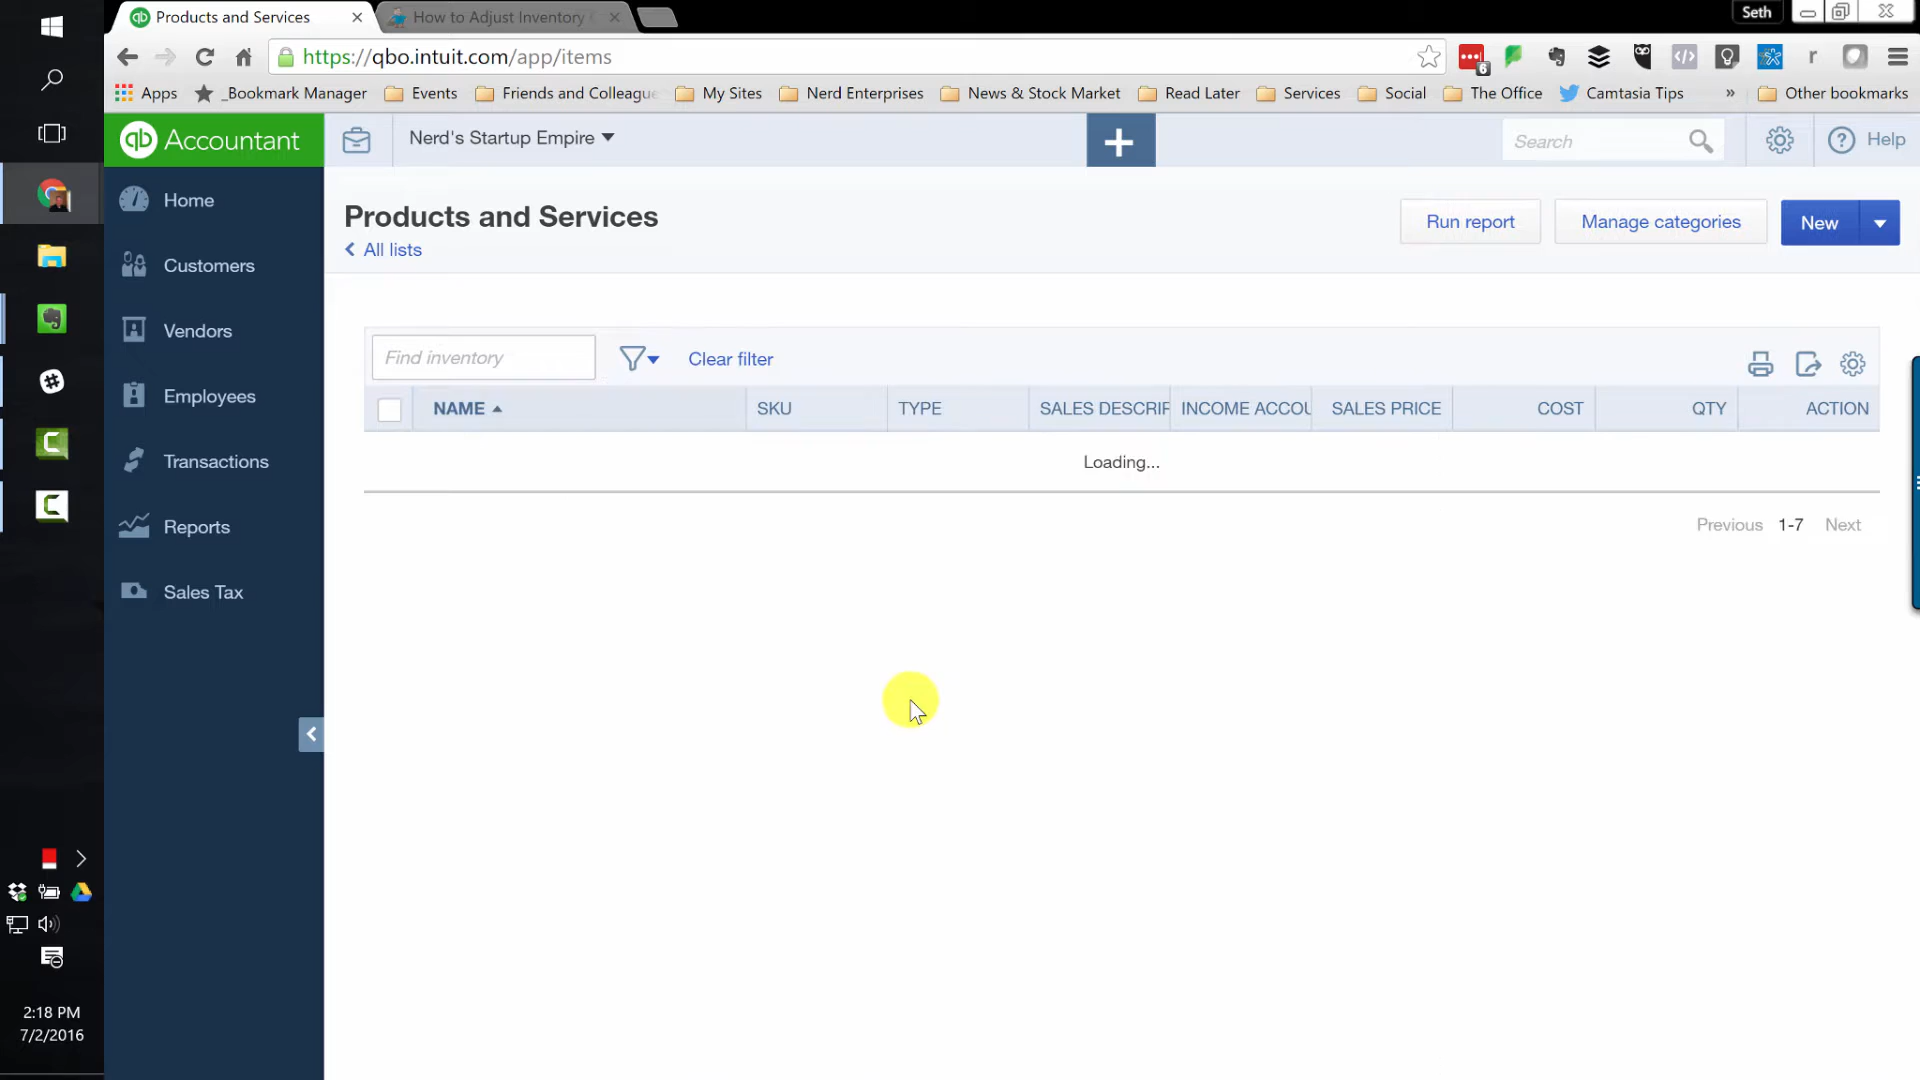 Products and Services
How to Adjust Inventory
Seth
https://qbo.intuit.com/app/items
6
r
Apps
_Bookmark Manager
Events
Friends and Colleague
My Sites
Nerd Enterprises
News & Stock Market
Read Later
Services
Social
The Office
Camtasia Tips
»
Other bookmarks
qb Accountant
Nerd's Startup Empire
Search
Help
Home
Customers
Vendors
Employees
Transactions
Reports
Sales Tax
Products and Services
All lists
Run report
Manage categories
New
Find inventory
Clear filter
NAME
SKU
TYPE
SALES DESCRIF
INCOME ACCOU
SALES PRICE
COST
QTY
ACTION
Loading...
Previous 1-7 Next
2:18 PM
7/2/2016